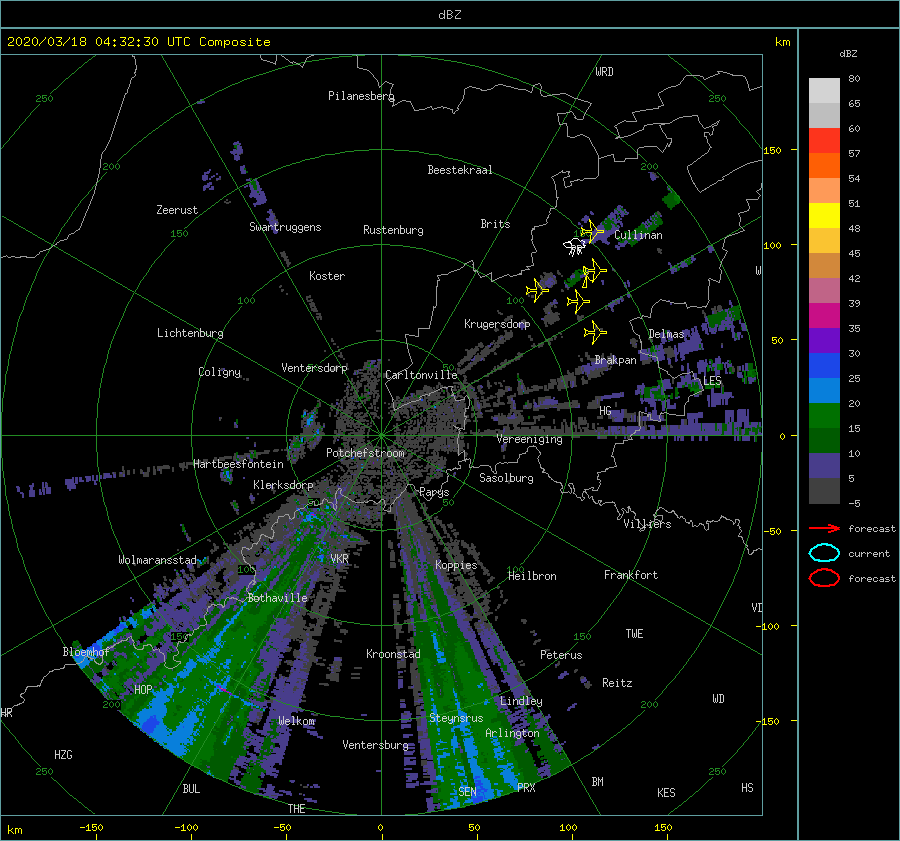 dBZ
2020/03/18 04:32:30 UTC Composite km
dBZ
80
65
60
57
54
51
48
45
42
39
35
30
25
20
15
10
5
-5
forecast
current
forecast
WRD
Pilanesberg
250
250
150
200
200
Beestekraal
Zeerust
150
Swartruggens
Rustenburg
Brits
Cullinan
100
Koster
100
100
Krugersdorp
Lichtenburg
Delmas
50
50
Brakpan
Coligny
Ventersdorp
Carltonville
LES
HG
0
Vereeniging
Potchefstroom
Hartbeesfontein
Sasolburg
Klerksdorp
Parys
50
50
Villiers
-50
Wolmaransstad
VKR
Koppies
100
100
Heilbron
Frankfort
Bothaville
-100
TWE
150
150
Bloemhof
Kroonstad
Peterus
HOP
Reitz
WD
200
200
Lindley
HR
Welkom
Steynsrus
-150
Arlington
Ventersburg
HZG
250
250
BUL
SEN
PRX
BM
KES
HS
THE
km -150 -100 -50 0 50 100 150